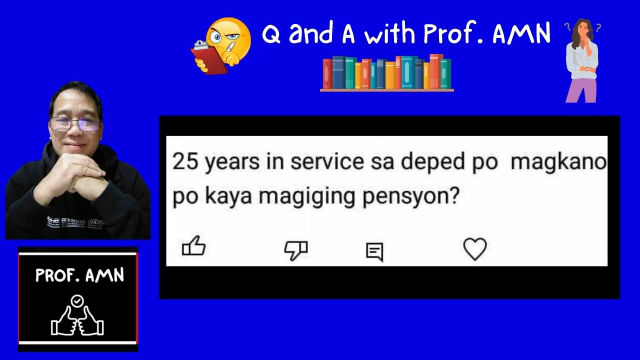 Q and A with Prof. AMN
25 years in service sa deped po magkano
po kaya magiging pensyon?
PROF. AMN